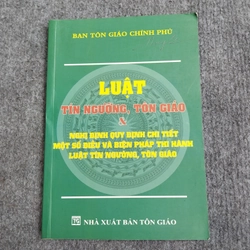 BAN TÔN GIÁO CHÍNH PHỦ
LUẬT
TÍN NGƯỠNG, TÔN GIÁO
&
NGHỊ ĐỊNH QUY ĐỊNH CHI TIẾT
MỘT SỐ ĐIỀU VÀ BIỆN PHÁP THI HÀNH
LUẬT TÍN NGƯỠNG, TÔN GIÁO
NHÀ XUẤT BẢN TÔN GIÁO